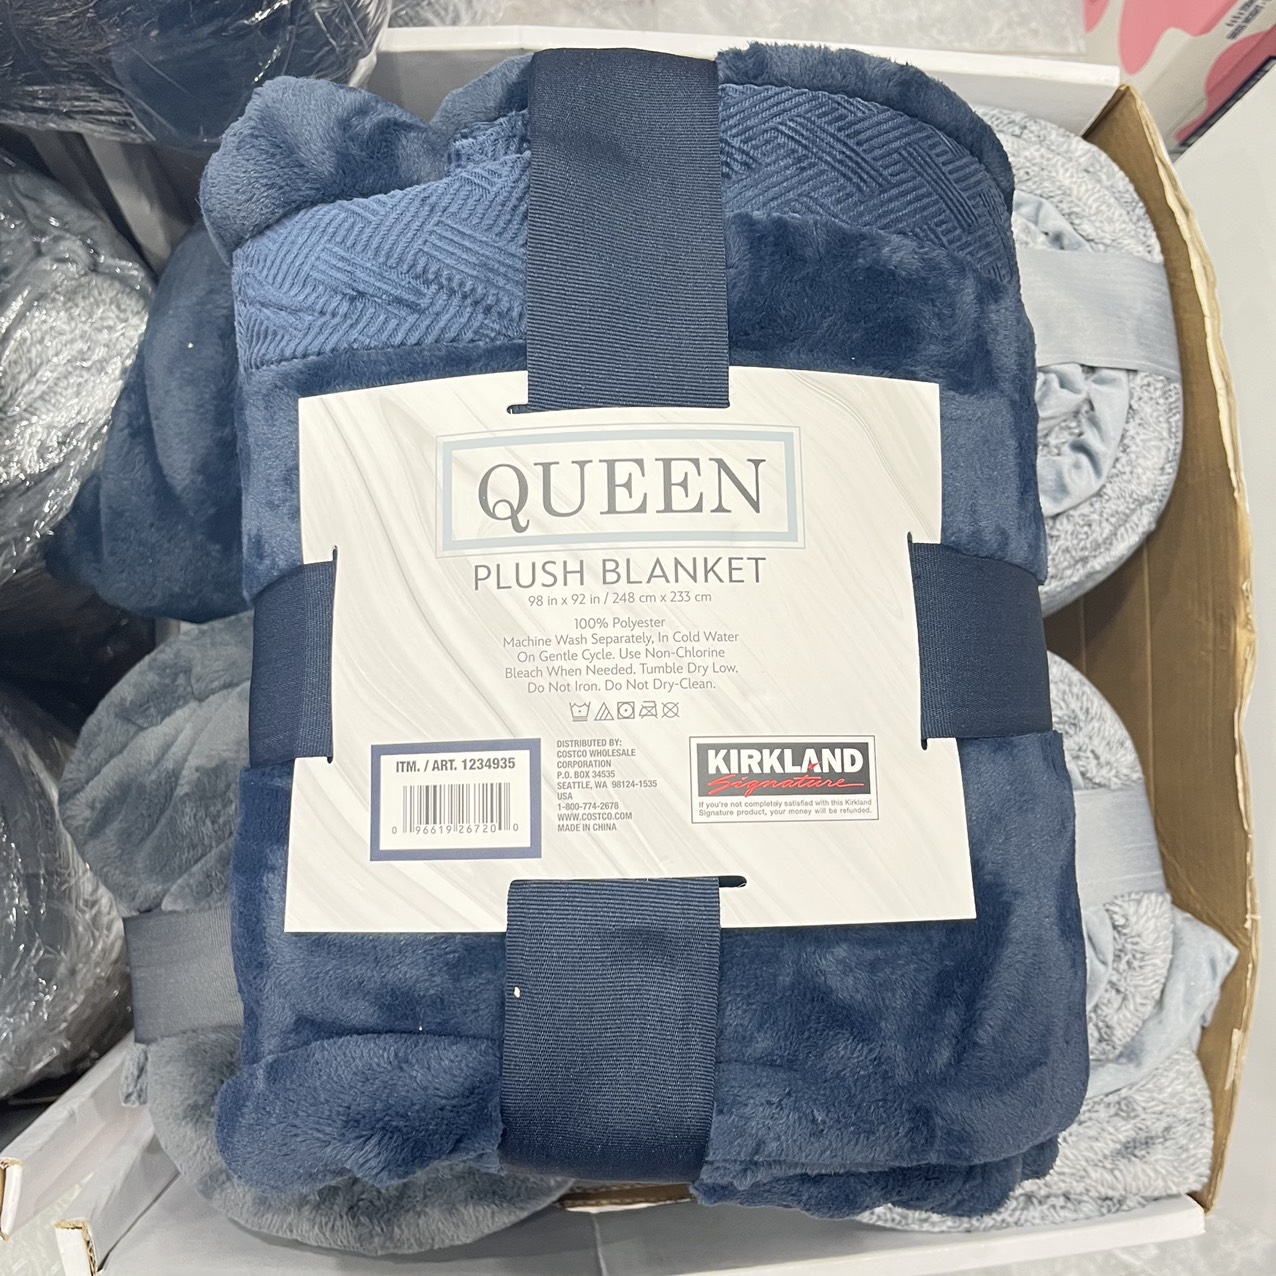 QUEEN
PLUSH BLANKET
98 in x 92 in / 248 cm x 233 cm
100% Polyester
Machine Wash Separately, In Cold Water
On Gentle Cycle. Use Non-Chlorine
Bleach When Needed. Tumble Dry Low.
Do Not Iron. Do Not Dry-Clean.
ITM. / ART. 1234935
0 96619 26720 0
DISTRIBUTED BY:
COSTCO WHOLESALE
CORPORATION
P.O. BOX 34535
SEATTLE, WA 98124-1535
USA
1-800-774-2678
WWW.COSTCO.COM
MADE IN CHINA
KIRKLAND
Signature
If you're not completely satisfied with this Kirkland
Signature product, your money will be refunded.